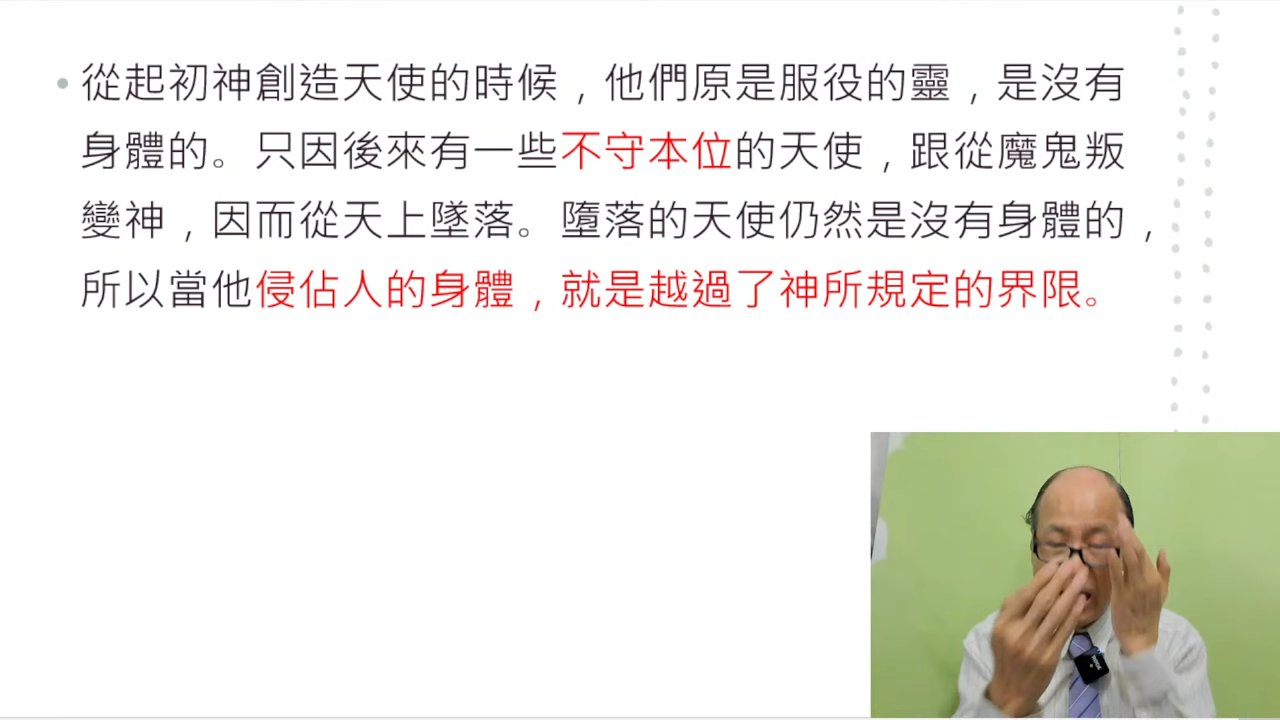 • 從起初神創造天使的時候，他們原是服役的靈，是沒有
身體的。只因後來有一些不守本位的天使，跟從魔鬼叛
變神，因而從天上墜落。墮落的天使仍然是沒有身體的，
所以當他侵佔人的身體，就是越過了神所規定的界限。